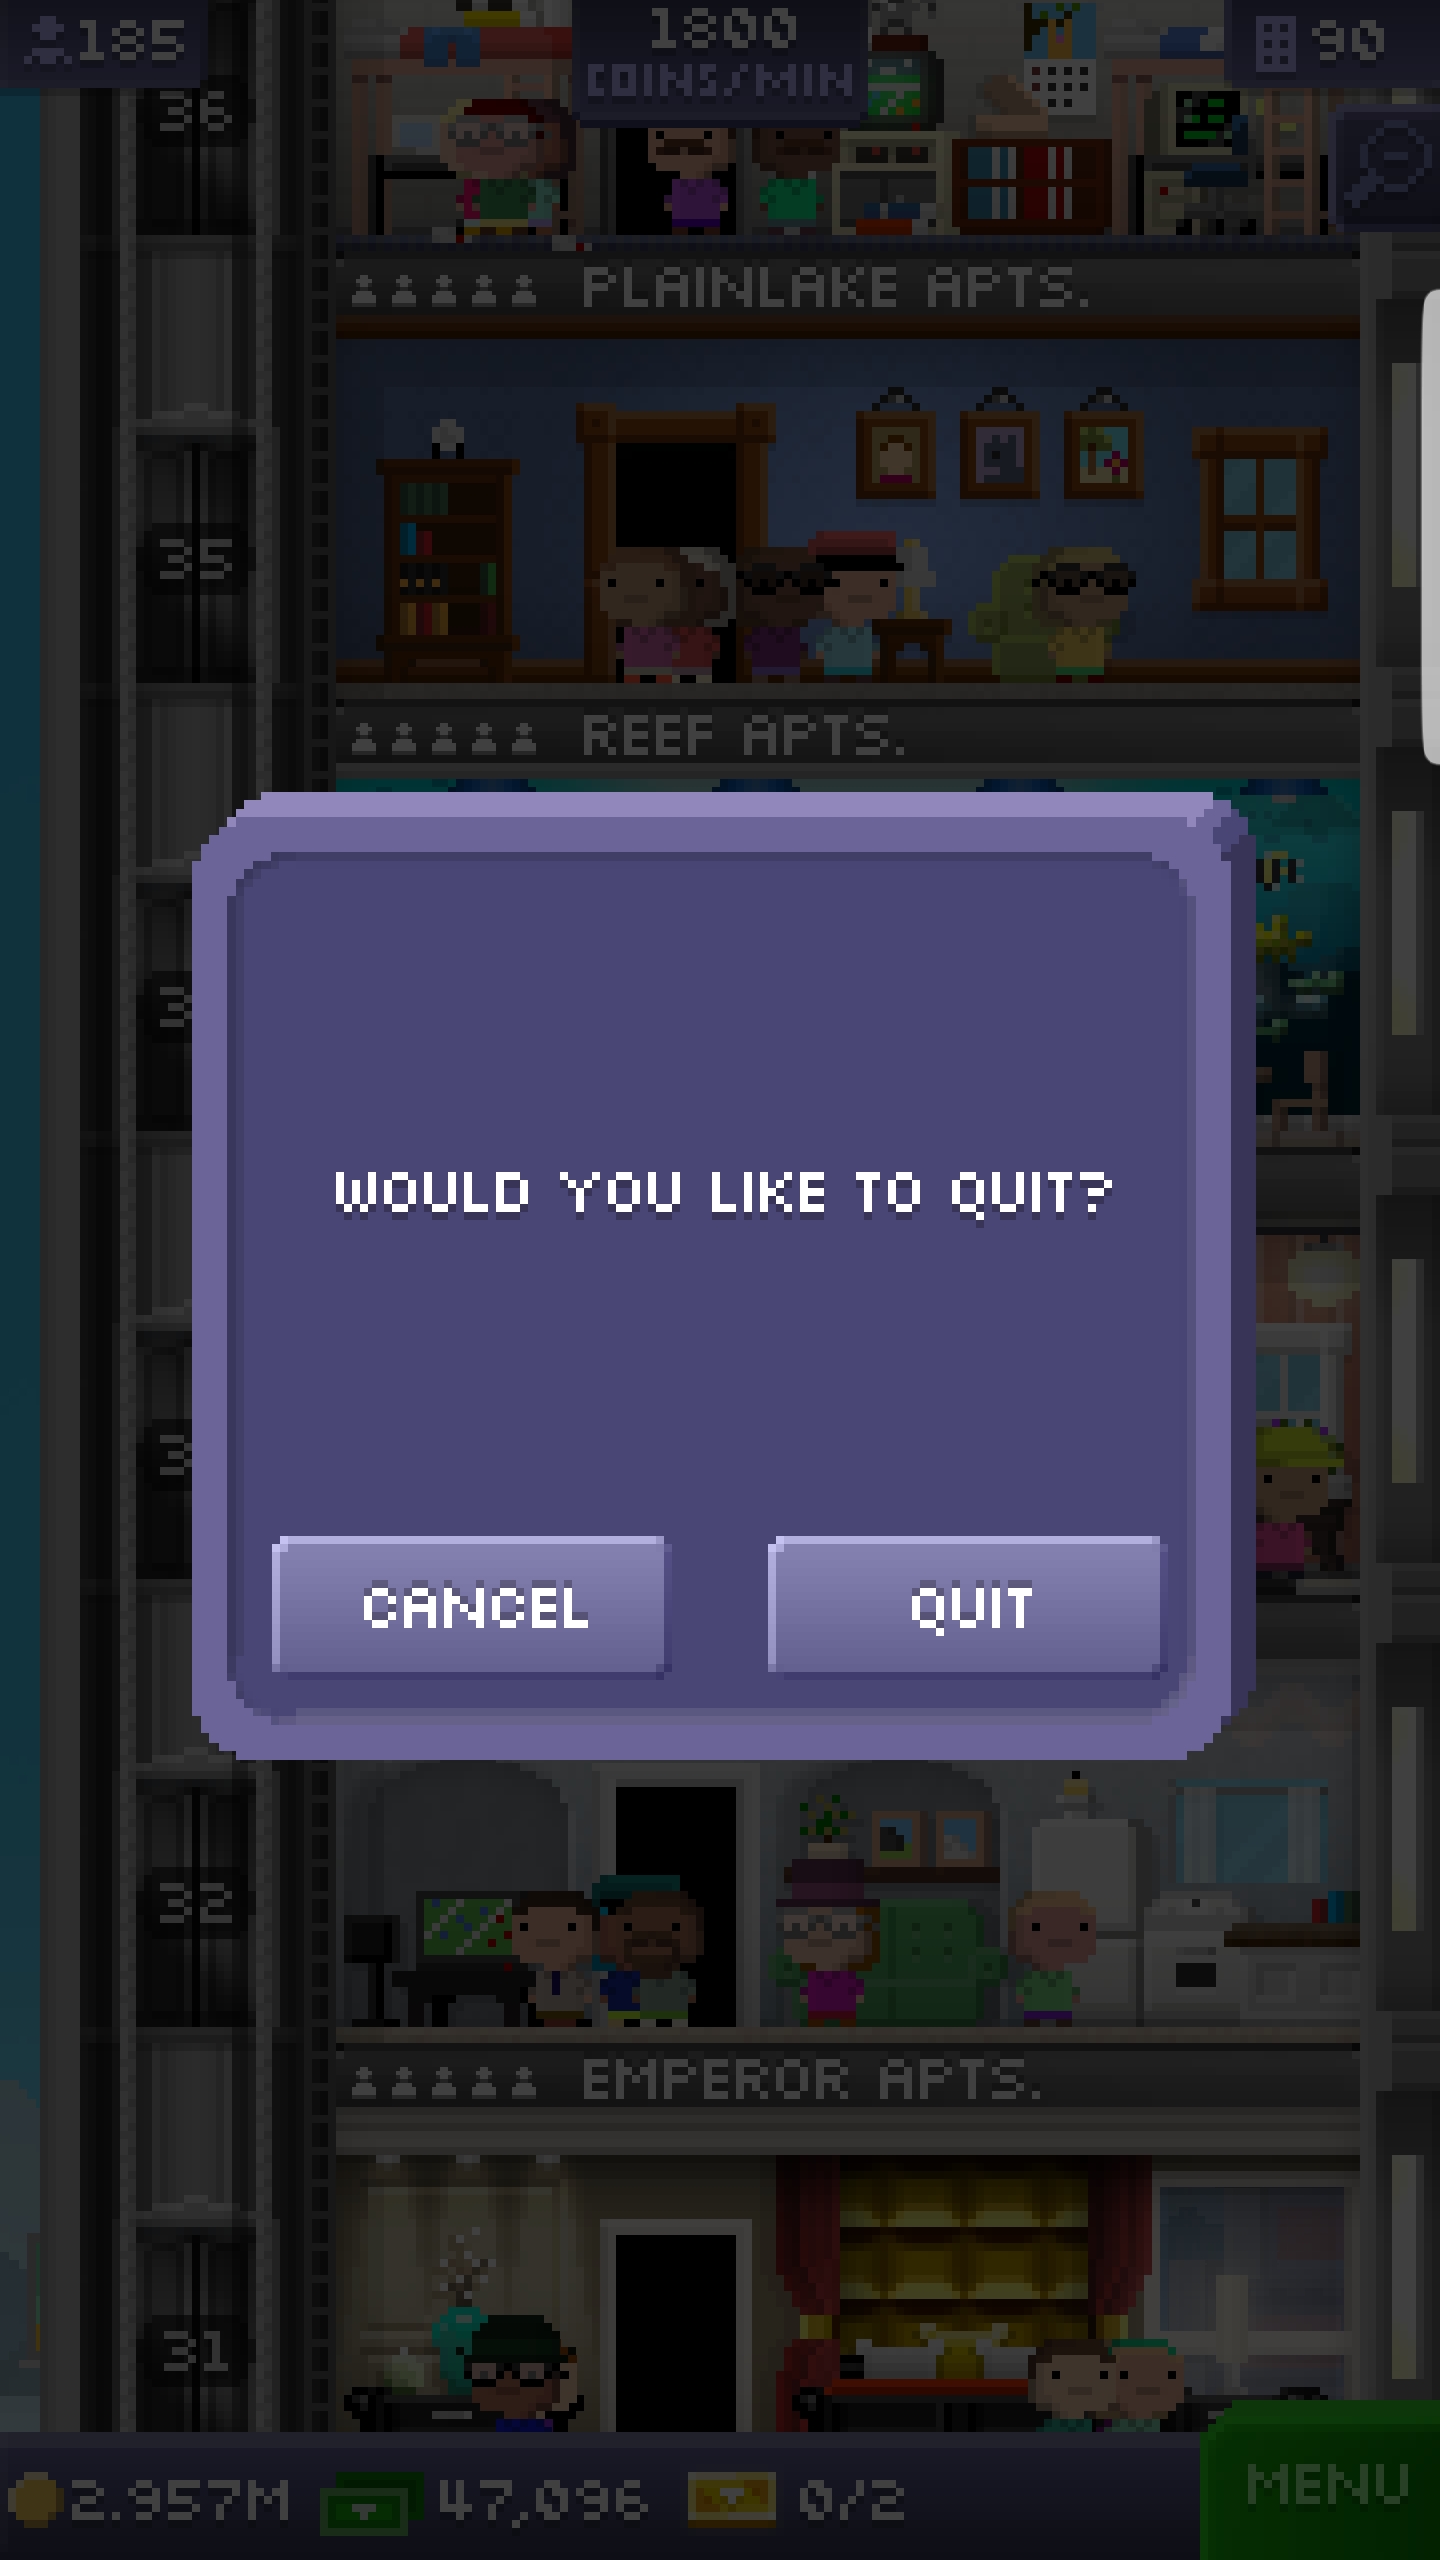 185
1800
COINS/MIN
90
36
PLAINLAKE APTS.
35
REEF APTS.
WOULD YOU LIKE TO QUIT?
CANCEL
QUIT
32
EMPEROR APTS.
31
2.957M
47,096
0/2
MENU